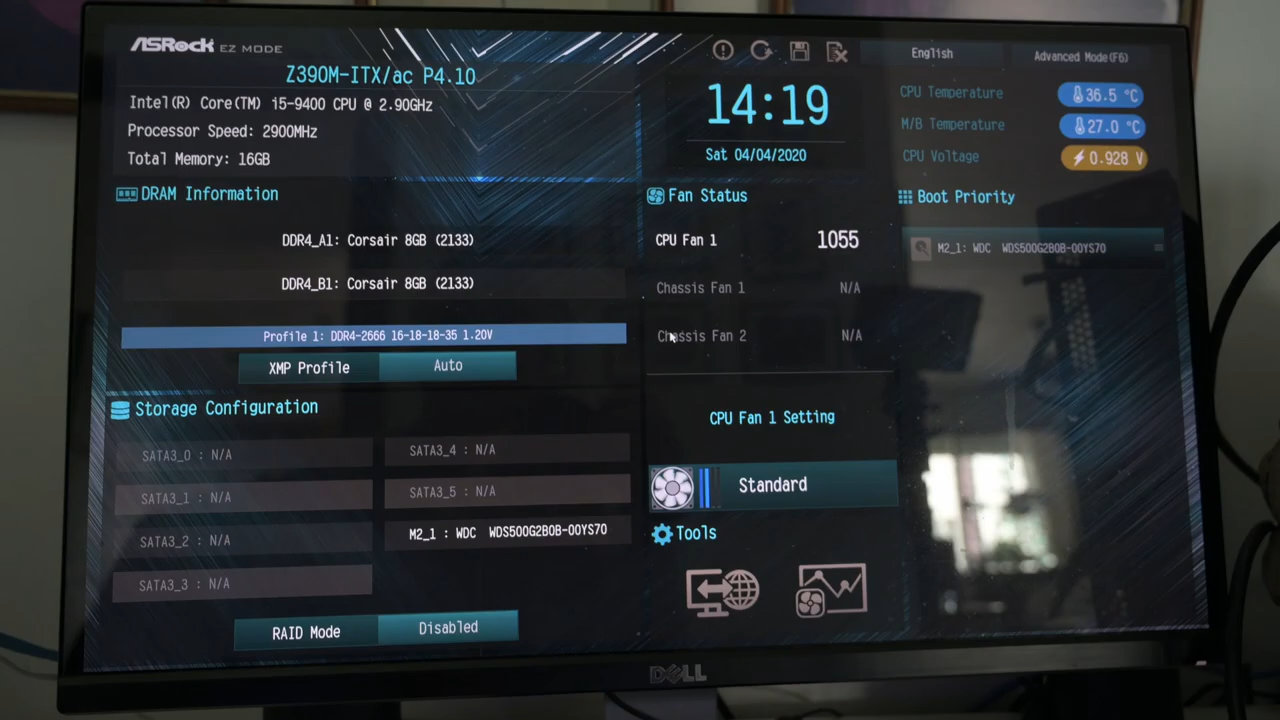 ASRock EZ MODE
English
Advanced Mode(F6)
Z390M-ITX/ac P4.10
Intel(R) Core(TM) i5-9400 CPU @ 2.90GHz
Processor Speed: 2900MHz
Total Memory: 16GB
14:19
Sat 04/04/2020
CPU Temperature 36.5 °C
M/B Temperature 27.0 °C
CPU Voltage 0.928 V
DRAM Information
DDR4_A1: Corsair 8GB (2133)
DDR4_B1: Corsair 8GB (2133)
Profile 1: DDR4-2666 16-18-18-35 1.20V
XMP Profile Auto
Storage Configuration
SATA3_0 : N/A
SATA3_1 : N/A
SATA3_2 : N/A
SATA3_3 : N/A
SATA3_4 : N/A
SATA3_5 : N/A
M2_1 : WDC WDS500G2B0B-00YS70
RAID Mode Disabled
Fan Status
CPU Fan 1 1055
Chassis Fan 1 N/A
Chassis Fan 2 N/A
CPU Fan 1 Setting
Standard
Tools
Boot Priority
M2_1: WDC WDS500G2B0B-00YS70
DELL